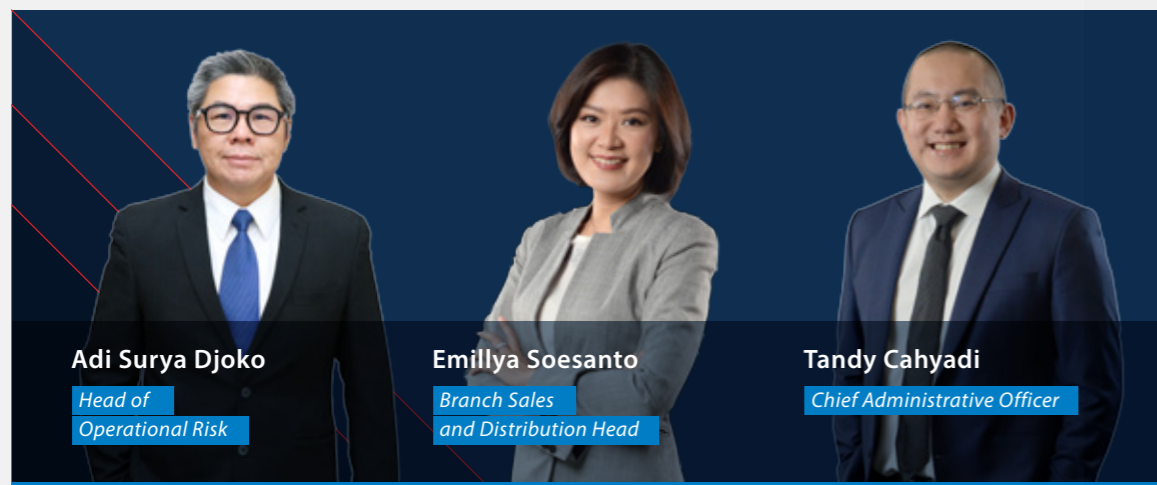 Adi Surya Djoko
Head of
Operational Risk
Emillya Soesanto
Branch Sales
and Distribution Head
Tandy Cahyadi
Chief Administrative Officer